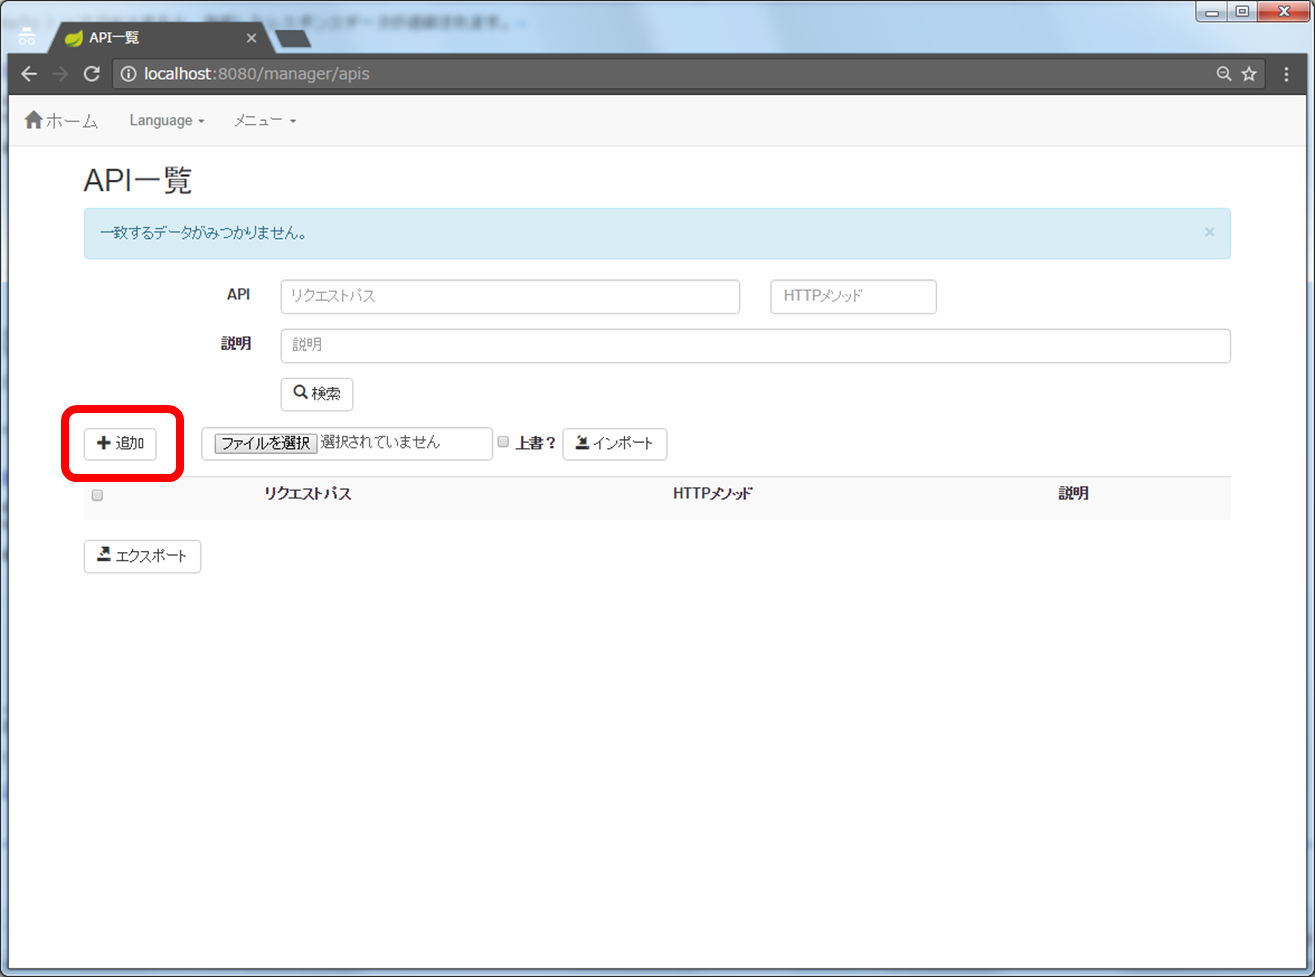 API一覧
localhost:8080/manager/apis
ホーム Language メニュー
API一覧
一致するデータがみつかりません。 ×
API リクエストパス HTTPメソッド
説明 説明
検索
追加 ファイルを選択 選択されていません 上書？ インポート
リクエストパス HTTPメソッド 説明
エクスポート